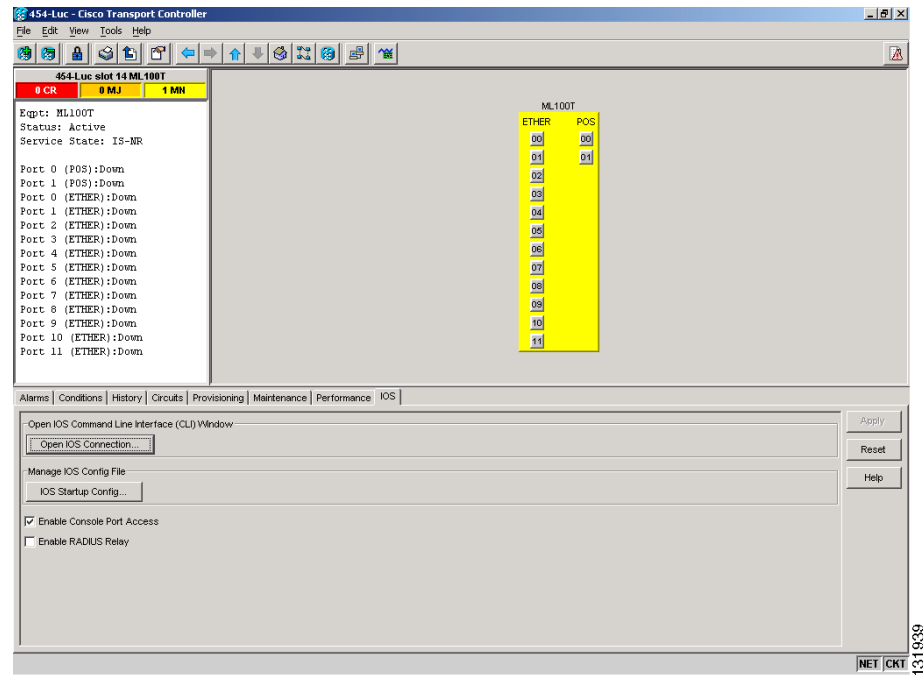 454-Luc - Cisco Transport Controller
File Edit View Tools Help
454-Luc slot 14 ML100T
0 CR 0 MJ 1 MN
Eqpt: ML100T
Status: Active
Service State: IS-NR
Port 0 (POS):Down
Port 1 (POS):Down
Port 0 (ETHER):Down
Port 1 (ETHER):Down
Port 2 (ETHER):Down
Port 3 (ETHER):Down
Port 4 (ETHER):Down
Port 5 (ETHER):Down
Port 6 (ETHER):Down
Port 7 (ETHER):Down
Port 8 (ETHER):Down
Port 9 (ETHER):Down
Port 10 (ETHER):Down
Port 11 (ETHER):Down
ML100T
ETHER POS
00 00
01 01
02
03
04
05
06
07
08
09
10
11
Alarms Conditions History Circuits Provisioning Maintenance Performance IOS
Open IOS Command Line Interface (CLI) Window
Open IOS Connection...
Manage IOS Config File
IOS Startup Config...
Enable Console Port Access
Enable RADIUS Relay
Apply
Reset
Help
NET CKT
131939